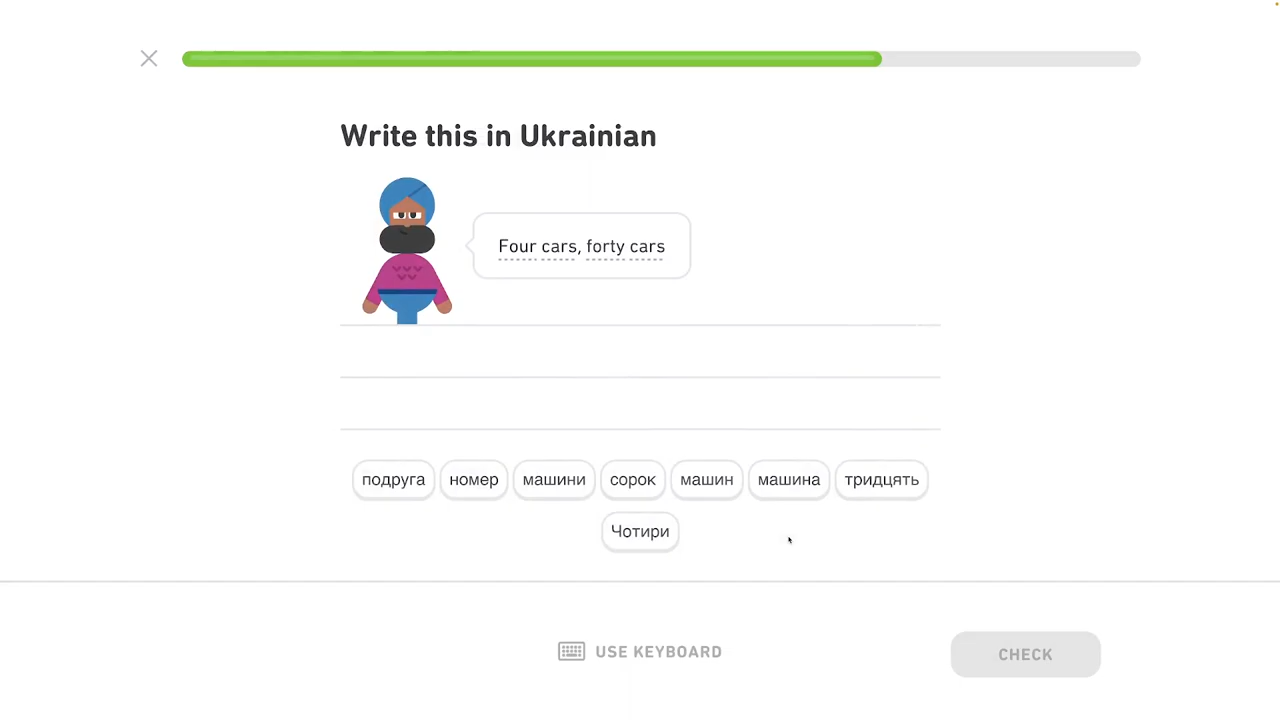 Write this in Ukrainian
Four cars, forty cars
подруга номер машини сорок машин машина тридцять
Чотири
USE KEYBOARD
CHECK